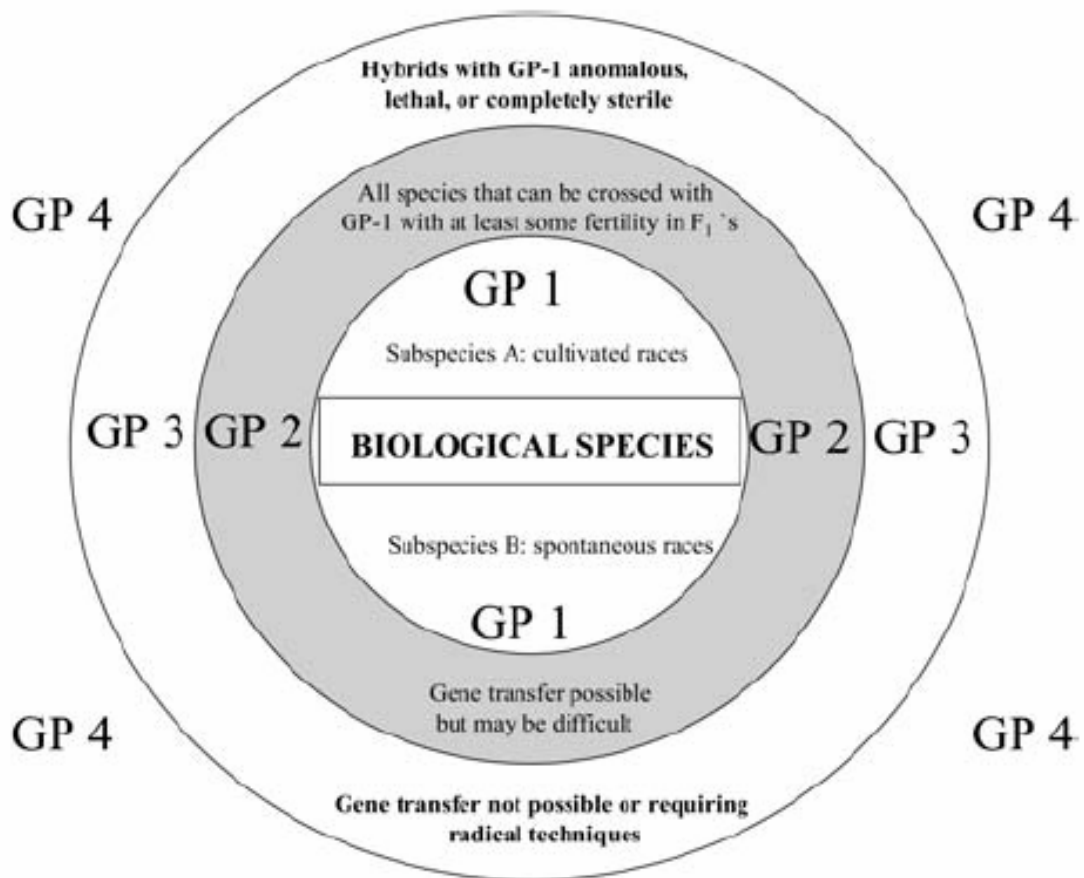 Hybrids with GP-1 anomalous,
lethal, or completely sterile
All species that can be crossed with
GP-1 with at least some fertility in F₁ `s
GP 4
GP 4
GP 1
Subspecies A: cultivated races
GP 3
GP 2
BIOLOGICAL SPECIES
GP 2
GP 3
Subspecies B: spontaneous races
GP 1
Gene transfer possible
but may be difficult
GP 4
GP 4
Gene transfer not possible or requiring
radical techniques